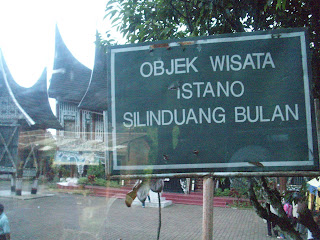 OBJEK WISATA
ISTANO
SILINDUANG BULAN